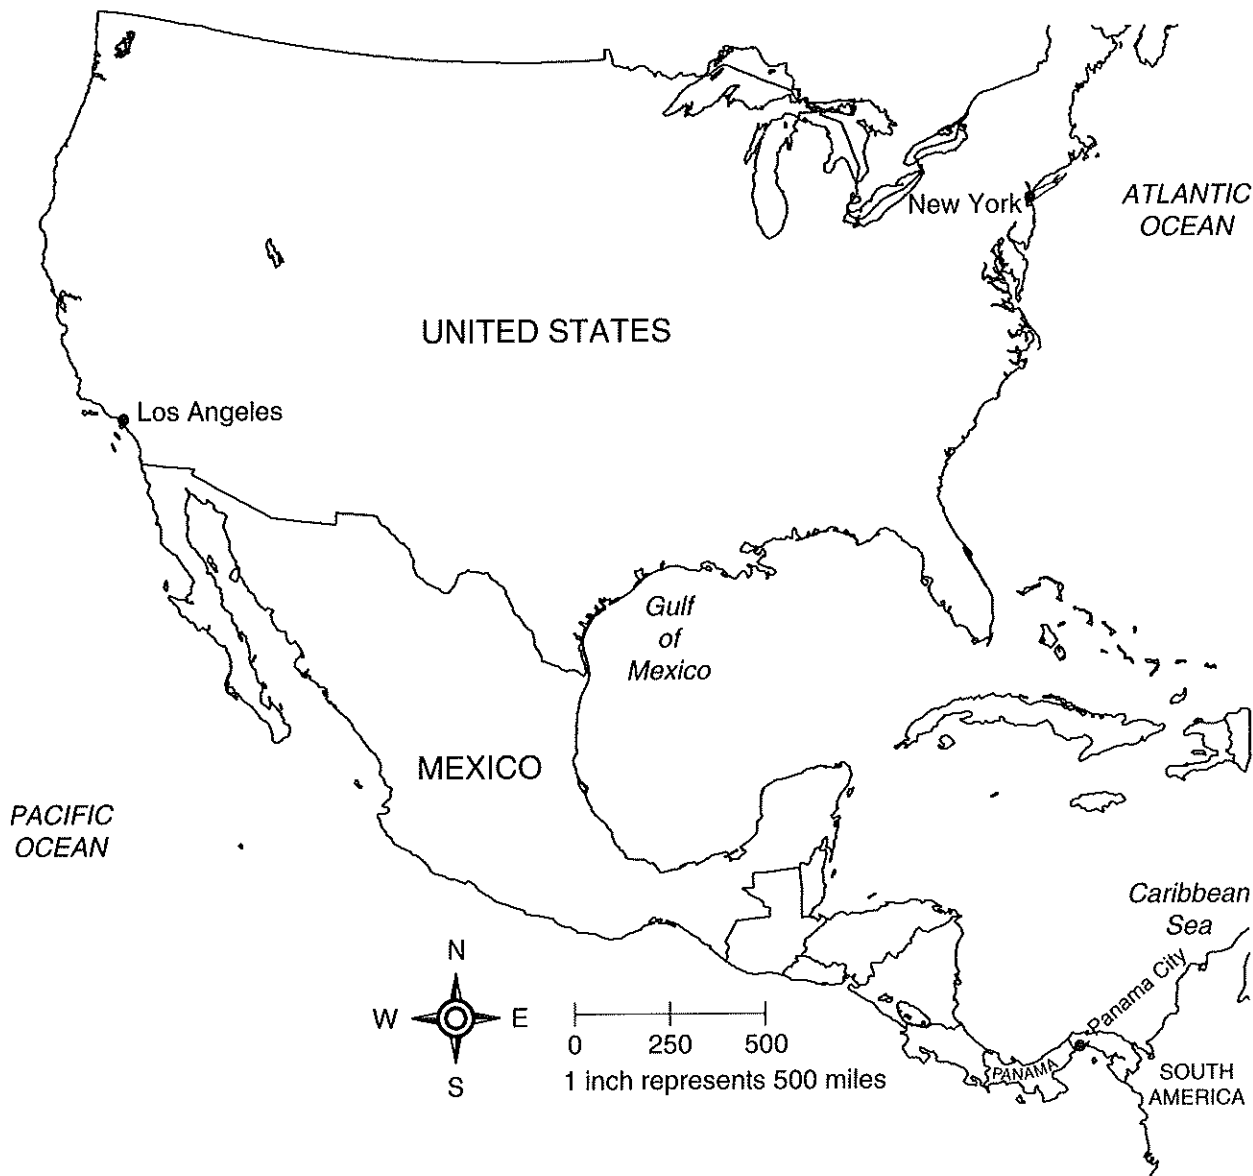 New York
ATLANTIC
OCEAN
UNITED STATES
Los Angeles
Gulf
of
Mexico
MEXICO
PACIFIC
OCEAN
Caribbean
Sea
Panama City
N
W
E
S
0 250 500
1 inch represents 500 miles
PANAMA
SOUTH
AMERICA